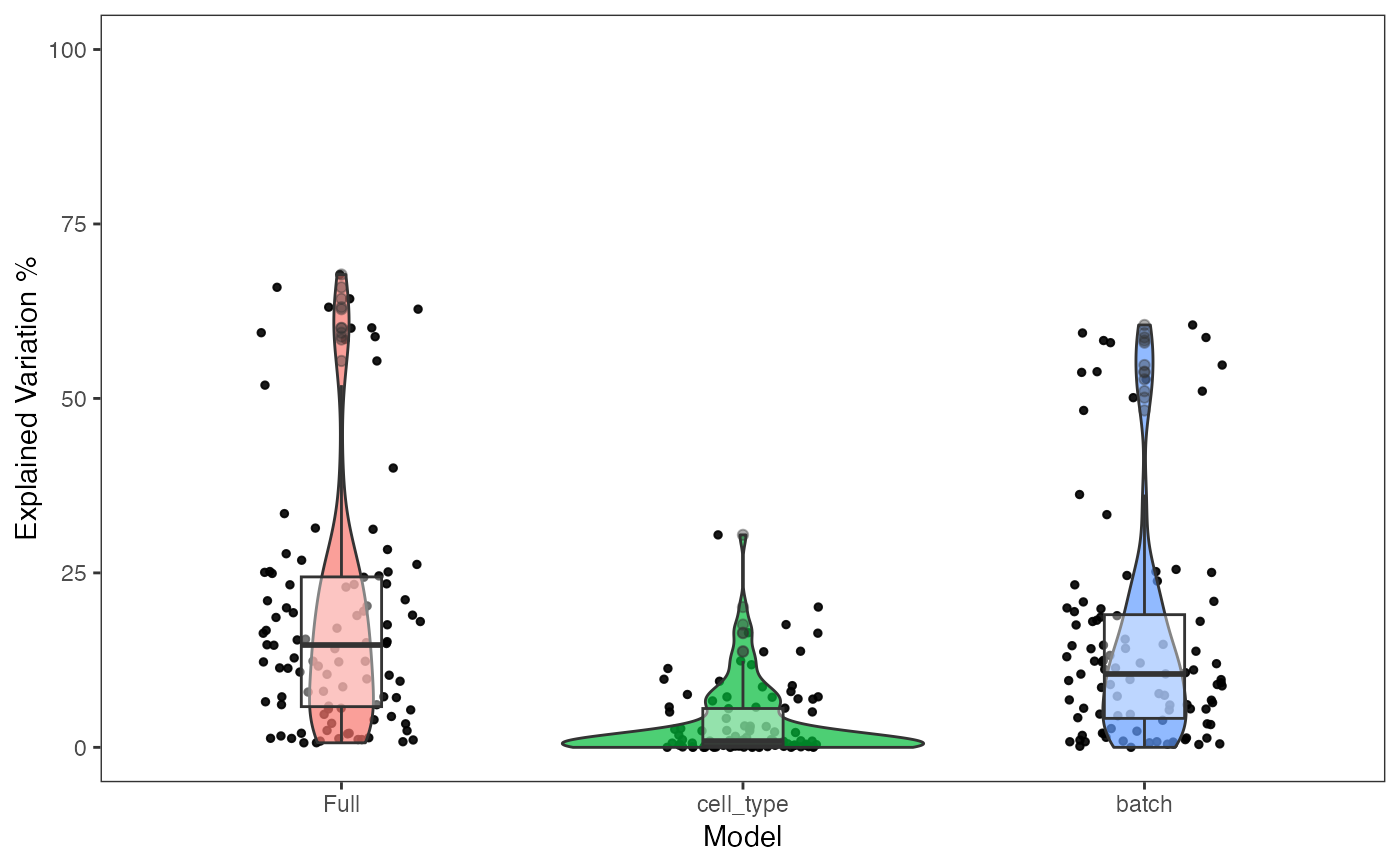 Explained Variation %
100
75
50
25
0
Full
cell_type
batch
Model